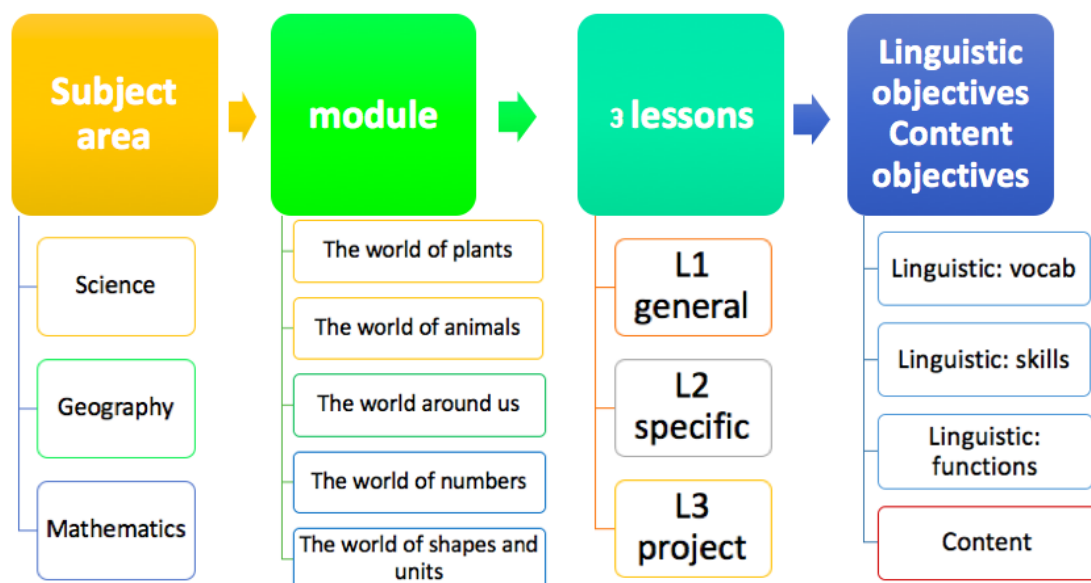 Subject
area
Science
Geography
Mathematics
module
The world of plants
The world of animals
The world around us
The world of numbers
The world of shapes and
units
3 lessons
L1
general
L2
specific
L3
project
Linguistic
objectives
Content
objectives
Linguistic: vocab
Linguistic: skills
Linguistic:
functions
Content